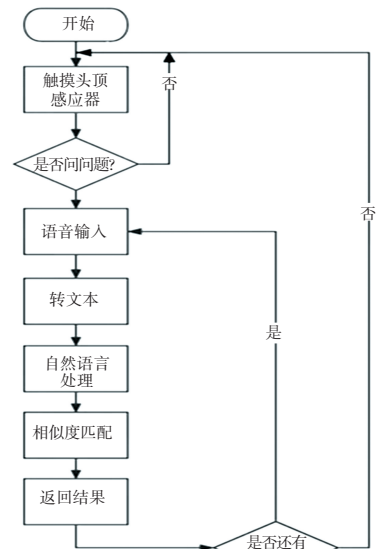 开始
触摸头顶
感应器
否
是否问问题?
语音输入
否
转文本
是
自然语言
处理
相似度匹配
返回结果
是否还有